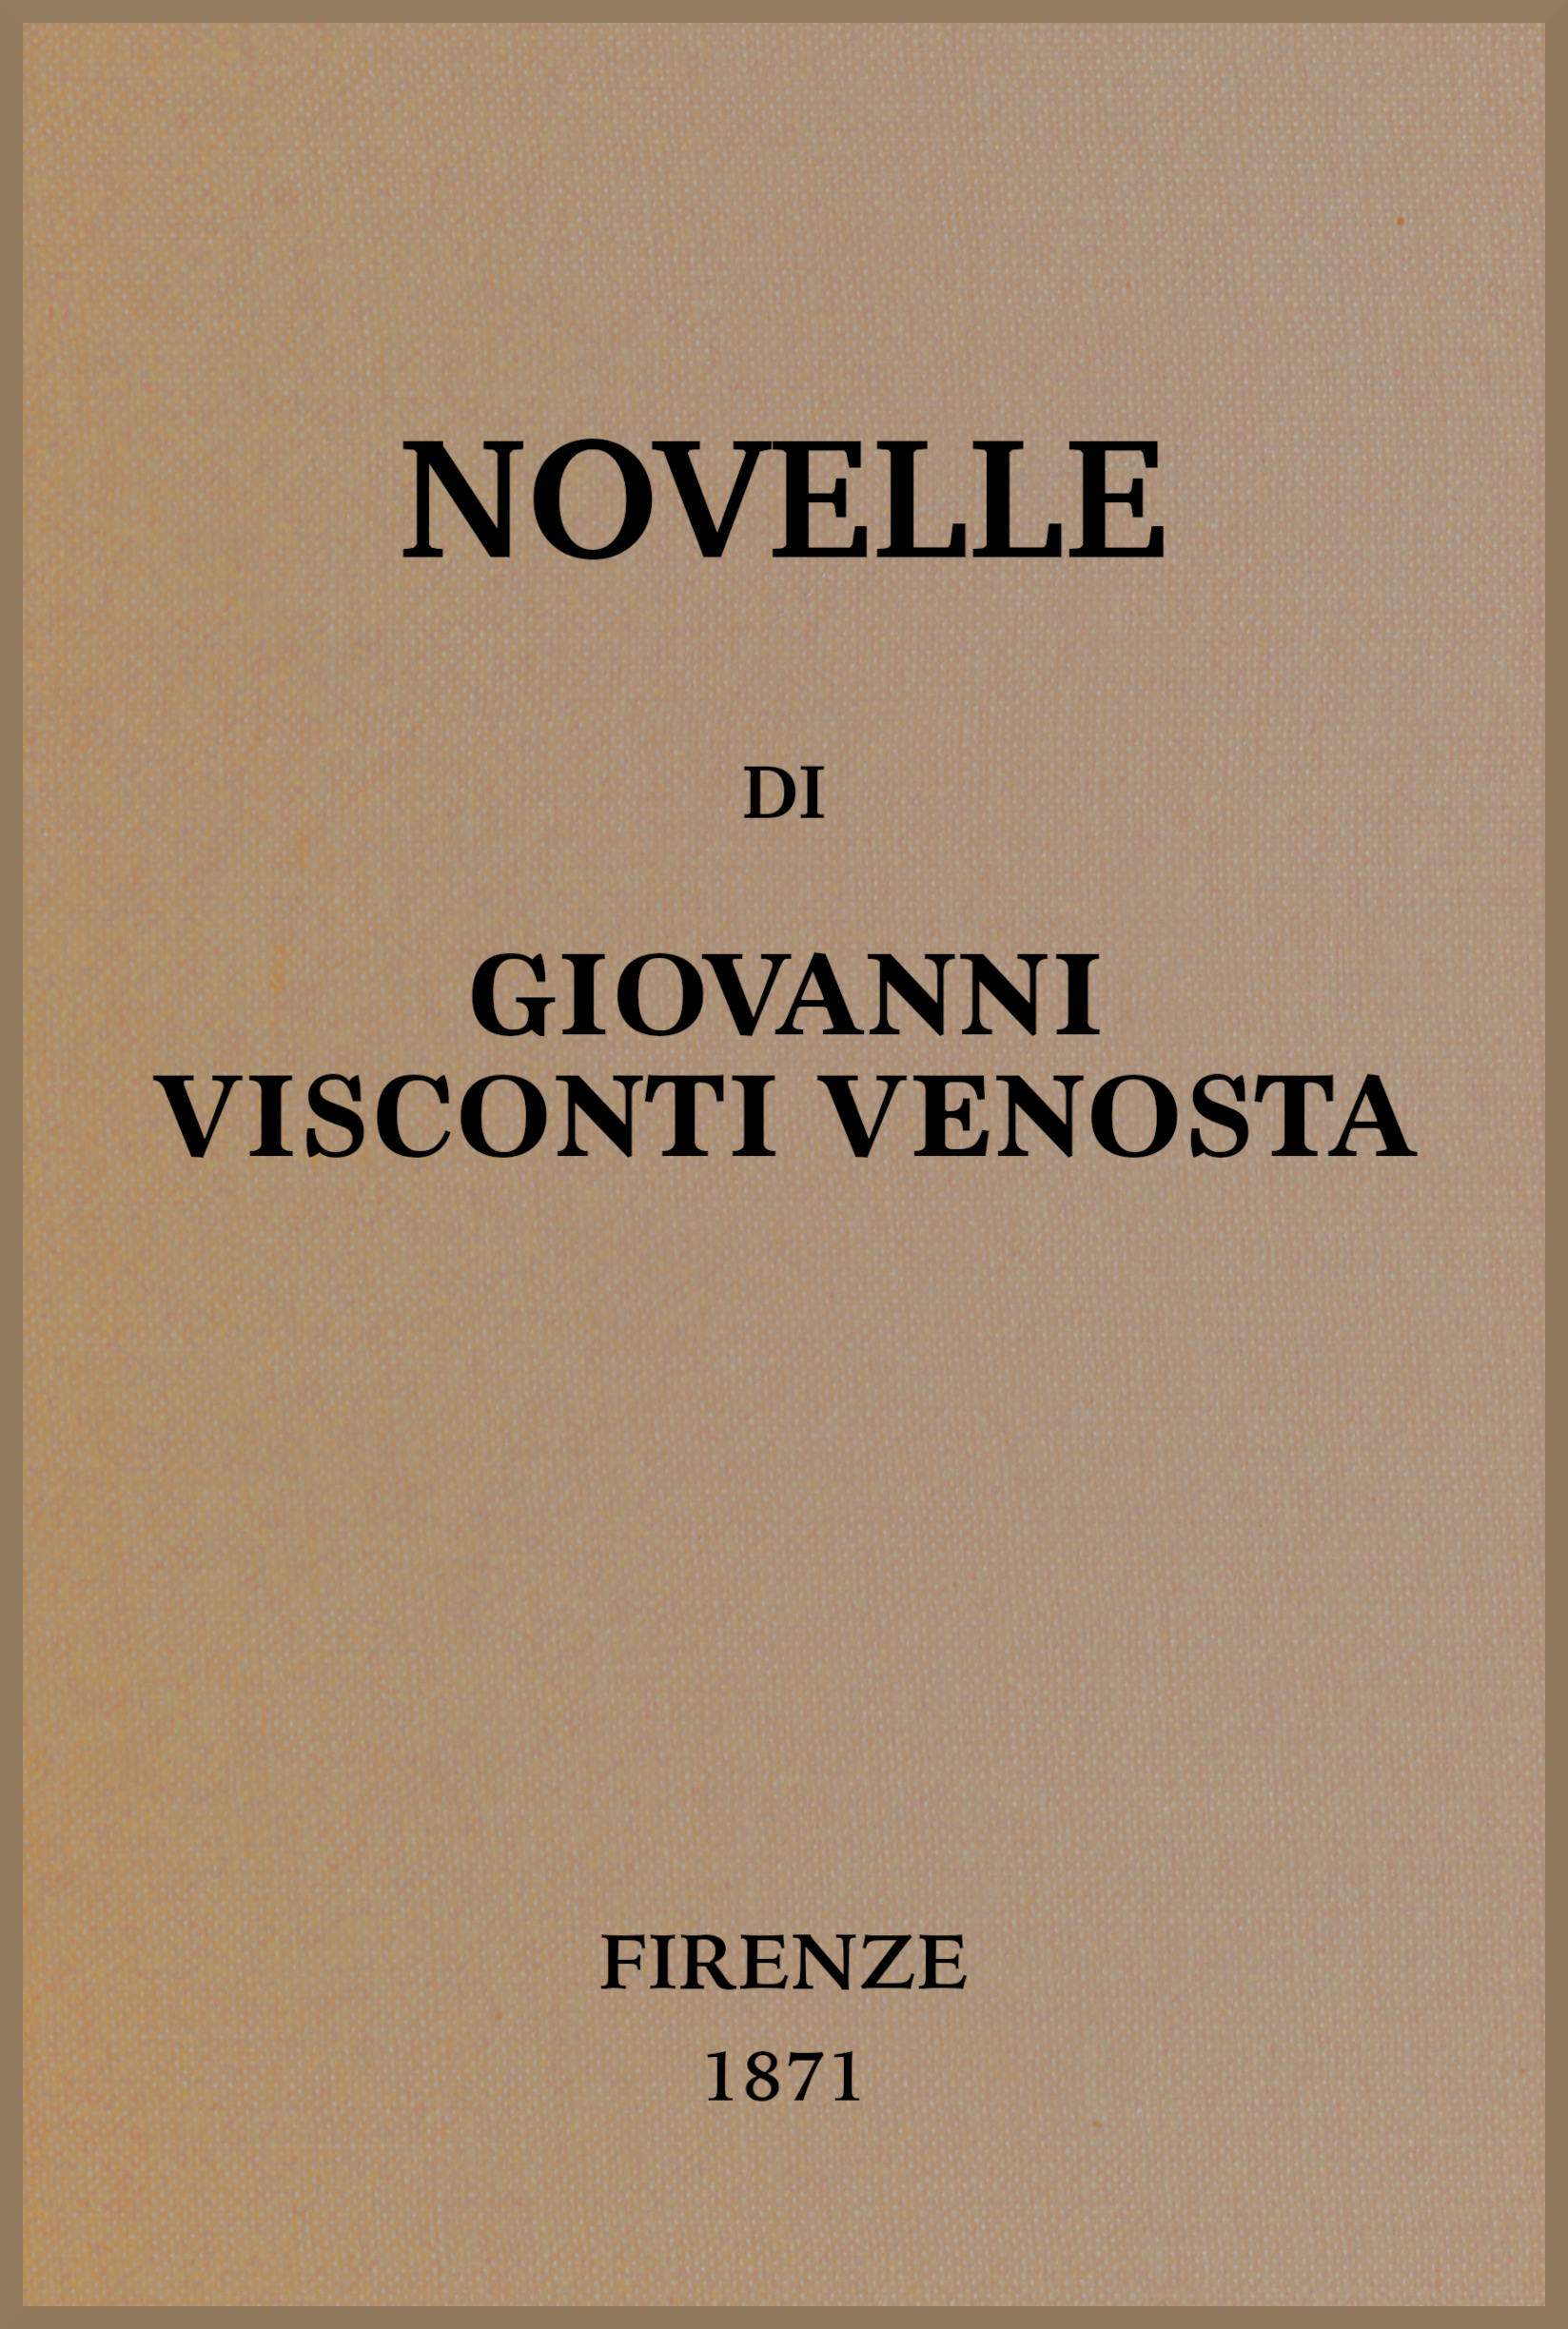 NOVELLE
DI
GIOVANNI
VISCONTI VENOSTA
FIRENZE
1871